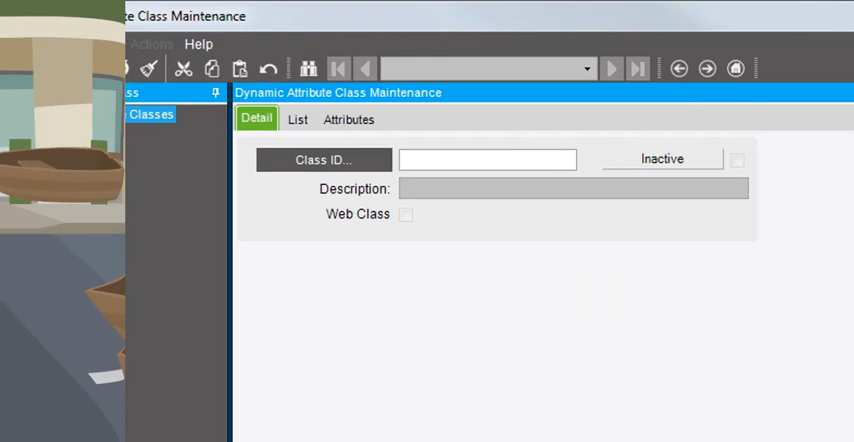 te Class Maintenance
Actions Help
ss
Dynamic Attribute Class Maintenance
Classes
Detail List Attributes
Class ID... Inactive
Description:
Web Class